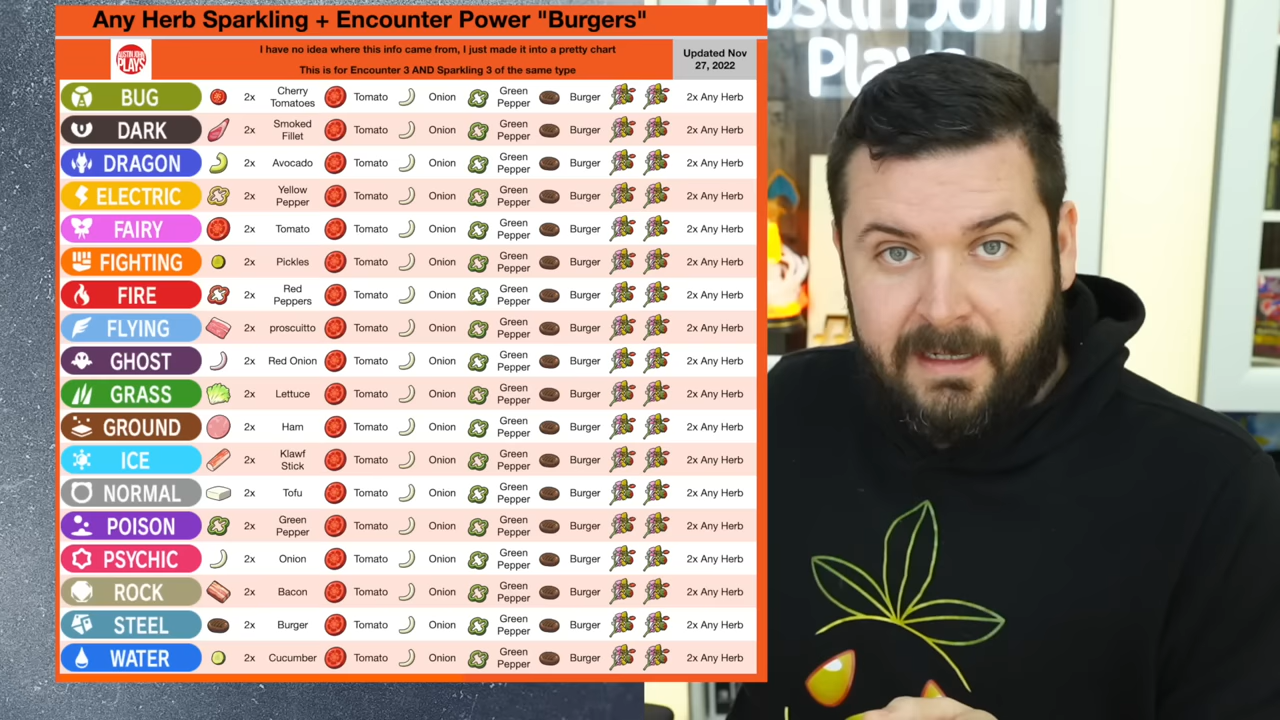 Any Herb Sparkling + Encounter Power "Burgers"
AUSTIN JOHN
PLAYS
I have no idea where this info came from, I just made it into a pretty chart
This is for Encounter 3 AND Sparkling 3 of the same type
Updated Nov
27, 2022
BUG 2x Cherry Tomatoes Tomato Onion Green Pepper Burger 2x Any Herb
DARK 2x Smoked Fillet Tomato Onion Green Pepper Burger 2x Any Herb
DRAGON 2x Avocado Tomato Onion Green Pepper Burger 2x Any Herb
ELECTRIC 2x Yellow Pepper Tomato Onion Green Pepper Burger 2x Any Herb
FAIRY 2x Tomato Tomato Onion Green Pepper Burger 2x Any Herb
FIGHTING 2x Pickles Tomato Onion Green Pepper Burger 2x Any Herb
FIRE 2x Red Peppers Tomato Onion Green Pepper Burger 2x Any Herb
FLYING 2x proscuitto Tomato Onion Green Pepper Burger 2x Any Herb
GHOST 2x Red Onion Tomato Onion Green Pepper Burger 2x Any Herb
GRASS 2x Lettuce Tomato Onion Green Pepper Burger 2x Any Herb
GROUND 2x Ham Tomato Onion Green Pepper Burger 2x Any Herb
ICE 2x Klawf Stick Tomato Onion Green Pepper Burger 2x Any Herb
NORMAL 2x Tofu Tomato Onion Green Pepper Burger 2x Any Herb
POISON 2x Green Pepper Tomato Onion Green Pepper Burger 2x Any Herb
PSYCHIC 2x Onion Tomato Onion Green Pepper Burger 2x Any Herb
ROCK 2x Bacon Tomato Onion Green Pepper Burger 2x Any Herb
STEEL 2x Burger Tomato Onion Green Pepper Burger 2x Any Herb
WATER 2x Cucumber Tomato Onion Green Pepper Burger 2x Any Herb
Austin John
Plays